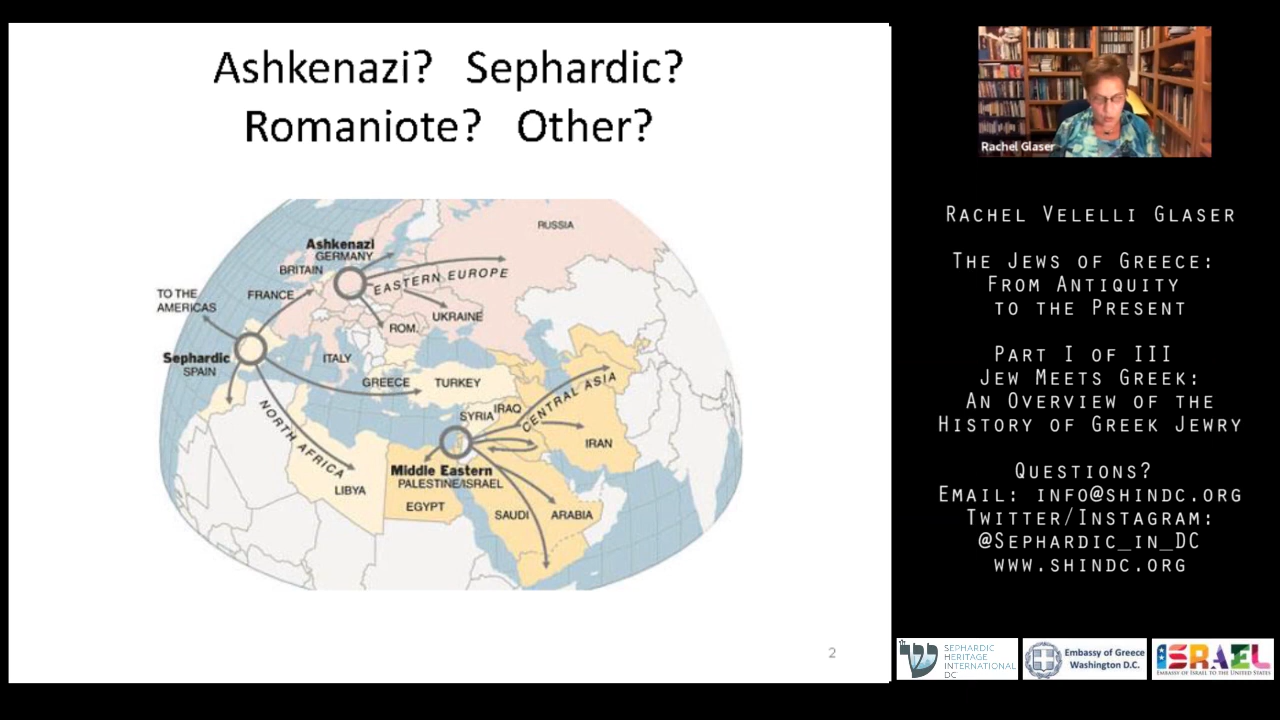 Ashkenazi? Sephardic?
Romaniote? Other?
RUSSIA
Ashkenazi
GERMANY
BRITAIN
EASTERN EUROPE
FRANCE
TO THE
AMERICAS
UKRAINE
ROM.
Sephardic
SPAIN
ITALY
GREECE
TURKEY
CENTRAL ASIA
NORTH AFRICA
SYRIA
IRAQ
IRAN
Middle Eastern
PALESTINE/ISRAEL
LIBYA
EGYPT
SAUDI ARABIA
2
Rachel Glaser
Rachel Velelli Glaser
The Jews of Greece:
From Antiquity
to the Present
Part I of III
Jew Meets Greek:
An Overview of the
History of Greek Jewry
Questions?
Email: info@shindc.org
Twitter/Instagram:
@Sephardic_in_DC
www.shindc.org
SEPHARDIC
HERITAGE
INTERNATIONAL
DC
Embassy of Greece
Washington D.C.
ISRAEL
EMBASSY OF ISRAEL TO THE UNITED STATES